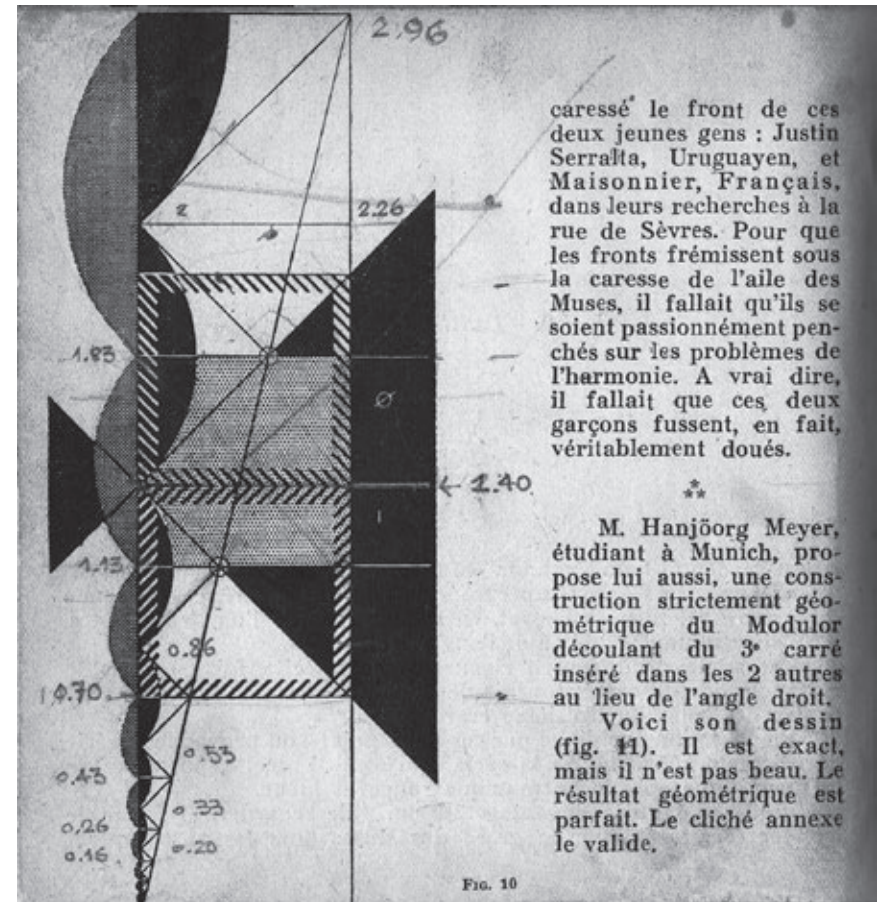 2.96
2
2.26
1.83
Ø
1
1.40
1.13
0.86
0.70
0.53
0.43
0.33
0.26
0.20
0.16
FIG. 10
caressé le front de ces
deux jeunes gens : Justin
Serralta, Uruguayen, et
Maisonnier, Français,
dans leurs recherches à la
rue de Sèvres. Pour que
les fronts frémissent sous
la caresse de l'aile des
Muses, il fallait qu'ils se
soient passionnément pen-
chés sur les problèmes de
l'harmonie. A vrai dire,
il fallait que ces deux
garçons fussent, en fait,
véritablement doués.
M. Hanjöorg Meyer,
étudiant à Munich, pro-
pose lui aussi, une cons-
truction strictement géo-
métrique du Modulor
découlant du 3e carré
inséré dans les 2 autres
au lieu de l'angle droit.
Voici son dessin
(fig. 11). Il est exact,
mais il n'est pas beau. Le
résultat géométrique est
parfait. Le cliché annexe
le valide.